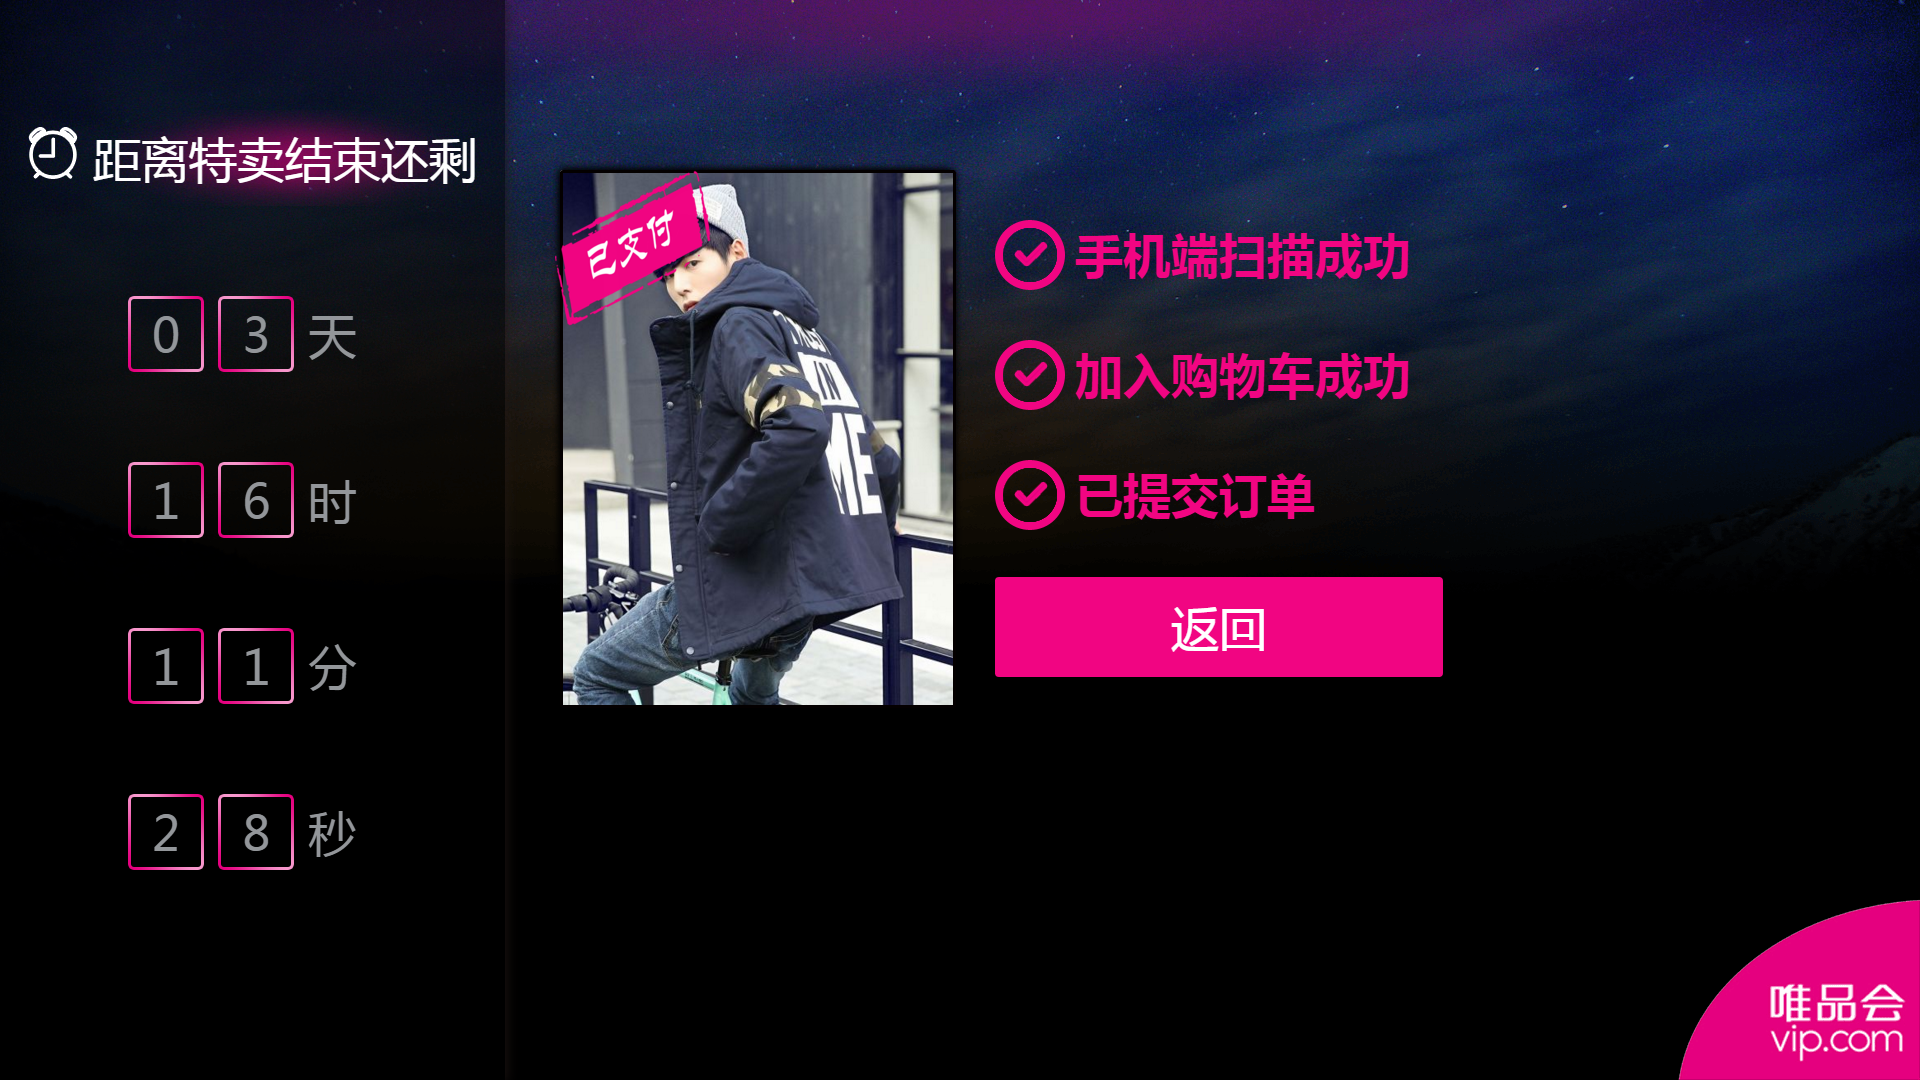 距离特卖结束还剩
03天
16时
11分
28秒
已支付
IN
ME
手机端扫描成功
加入购物车成功
已提交订单
返回
唯品会
vip.com